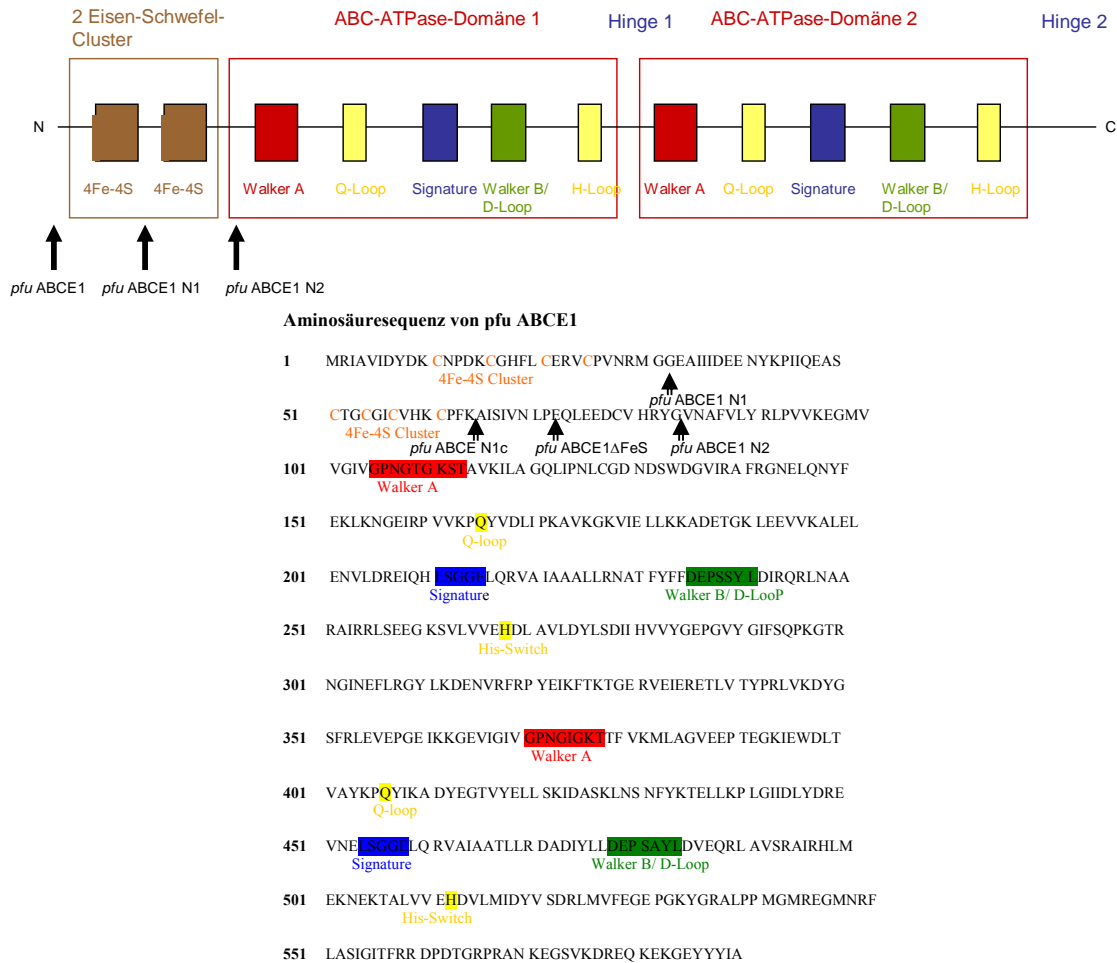 2 Eisen-Schwefel-
Cluster
ABC-ATPase-Domäne 1
Hinge 1
ABC-ATPase-Domäne 2
Hinge 2
N
C
4Fe-4S
4Fe-4S
Walker A
Q-Loop
Signature
Walker B/
D-Loop
H-Loop
Walker A
Q-Loop
Signature
Walker B/
D-Loop
H-Loop
pfu ABCE1
pfu ABCE1 N1
pfu ABCE1 N2
Aminosäuresequenz von pfu ABCE1
1 MRIAVIDYDK CNPDKCGHFL CERVCPVNRM GGEAIIIDEE NYKPIIQEAS
4Fe-4S Cluster
pfu ABCE1 N1
51 CTGCGICVHK CPFKAISIVN LPEQLEEDCV HRYGVNAFVLY RLPVVKEGMV
4Fe-4S Cluster
pfu ABCE N1c
pfu ABCE1ΔFeS
pfu ABCE1 N2
101 VGIVGPNGTG KSTAVKILA GQLIPNLCGD NDSWDGVIRA FRGNELQNYF
Walker A
151 EKLKNGEIRP VVKPQYVDLI PKAVKGKVIE LLKKADETGK LEEVVKALEL
Q-loop
201 ENVLDREIQH LSGGELQRVA IAAALLRNAT FYFFDEPSSY LDIRQRLNAA
Signature
Walker B/ D-LooP
251 RAIRRLSEEG KSVLVVEHDL AVLDYLSDII HVVYGEPGVY GIFSQPKGTR
His-Switch
301 NGINEFLRGY LKDENVRFRP YEIKFTKTGE RVEIERETLV TYPRLVKDYG
351 SFRLEVEPGE IKKGEVIGIV GPNGIGKTTF VKMLAGVEEP TEGKIEWDLT
Walker A
401 VAYKPQYIKA DYEGTVYELL SKIDASKLNS NFYKTELLKP LGIIDLYDRE
Q-loop
451 VNELSGGELQ RVAIAATLLR DADIYLLDEP SAYLDVEQRL AVSRAIRHLM
Signature
Walker B/ D-Loop
501 EKNEKTALVV EHDVLMIDYV SDRLMVFEGE PGKYGRALPP MGMREGMNRF
His-Switch
551 LASIGITFRR DPDTGRPRAN KEGSVKDREQ KEKGEYYYIA